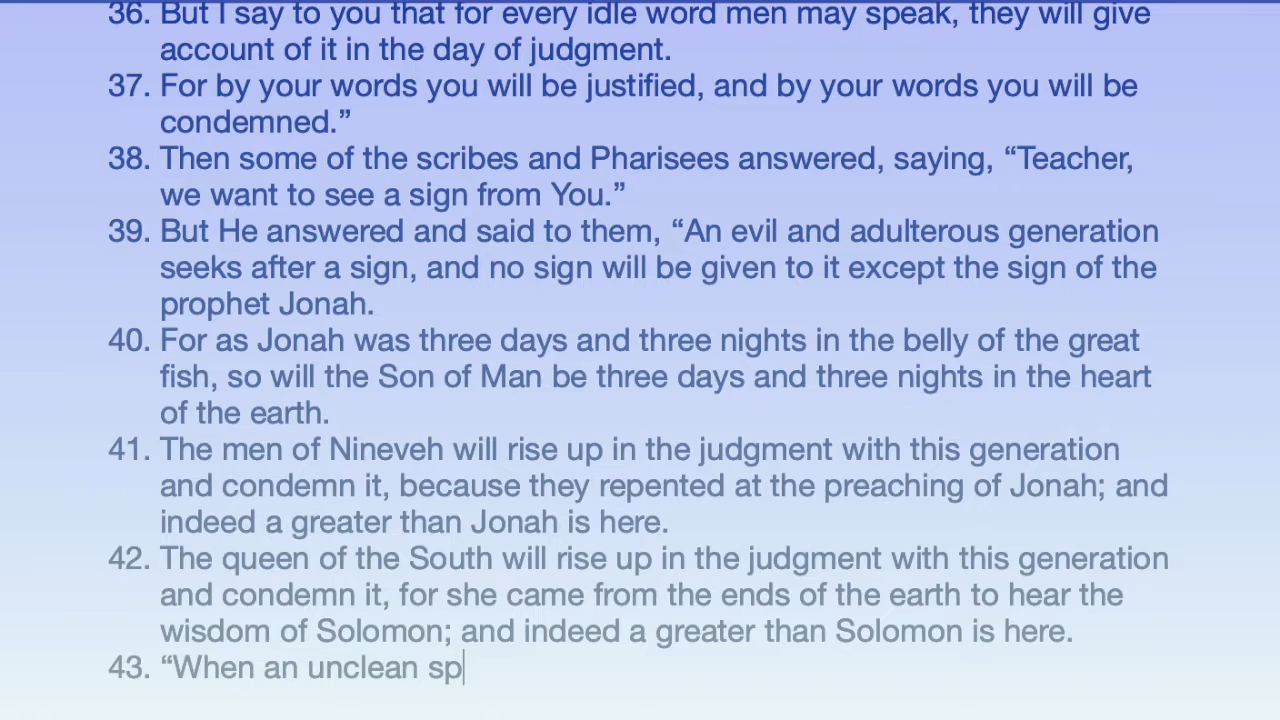 36. But I say to you that for every idle word men may speak, they will give
account of it in the day of judgment.
37. For by your words you will be justified, and by your words you will be
condemned.”
38. Then some of the scribes and Pharisees answered, saying, “Teacher,
we want to see a sign from You.”
39. But He answered and said to them, “An evil and adulterous generation
seeks after a sign, and no sign will be given to it except the sign of the
prophet Jonah.
40. For as Jonah was three days and three nights in the belly of the great
fish, so will the Son of Man be three days and three nights in the heart
of the earth.
41. The men of Nineveh will rise up in the judgment with this generation
and condemn it, because they repented at the preaching of Jonah; and
indeed a greater than Jonah is here.
42. The queen of the South will rise up in the judgment with this generation
and condemn it, for she came from the ends of the earth to hear the
wisdom of Solomon; and indeed a greater than Solomon is here.
43. “When an unclean sp